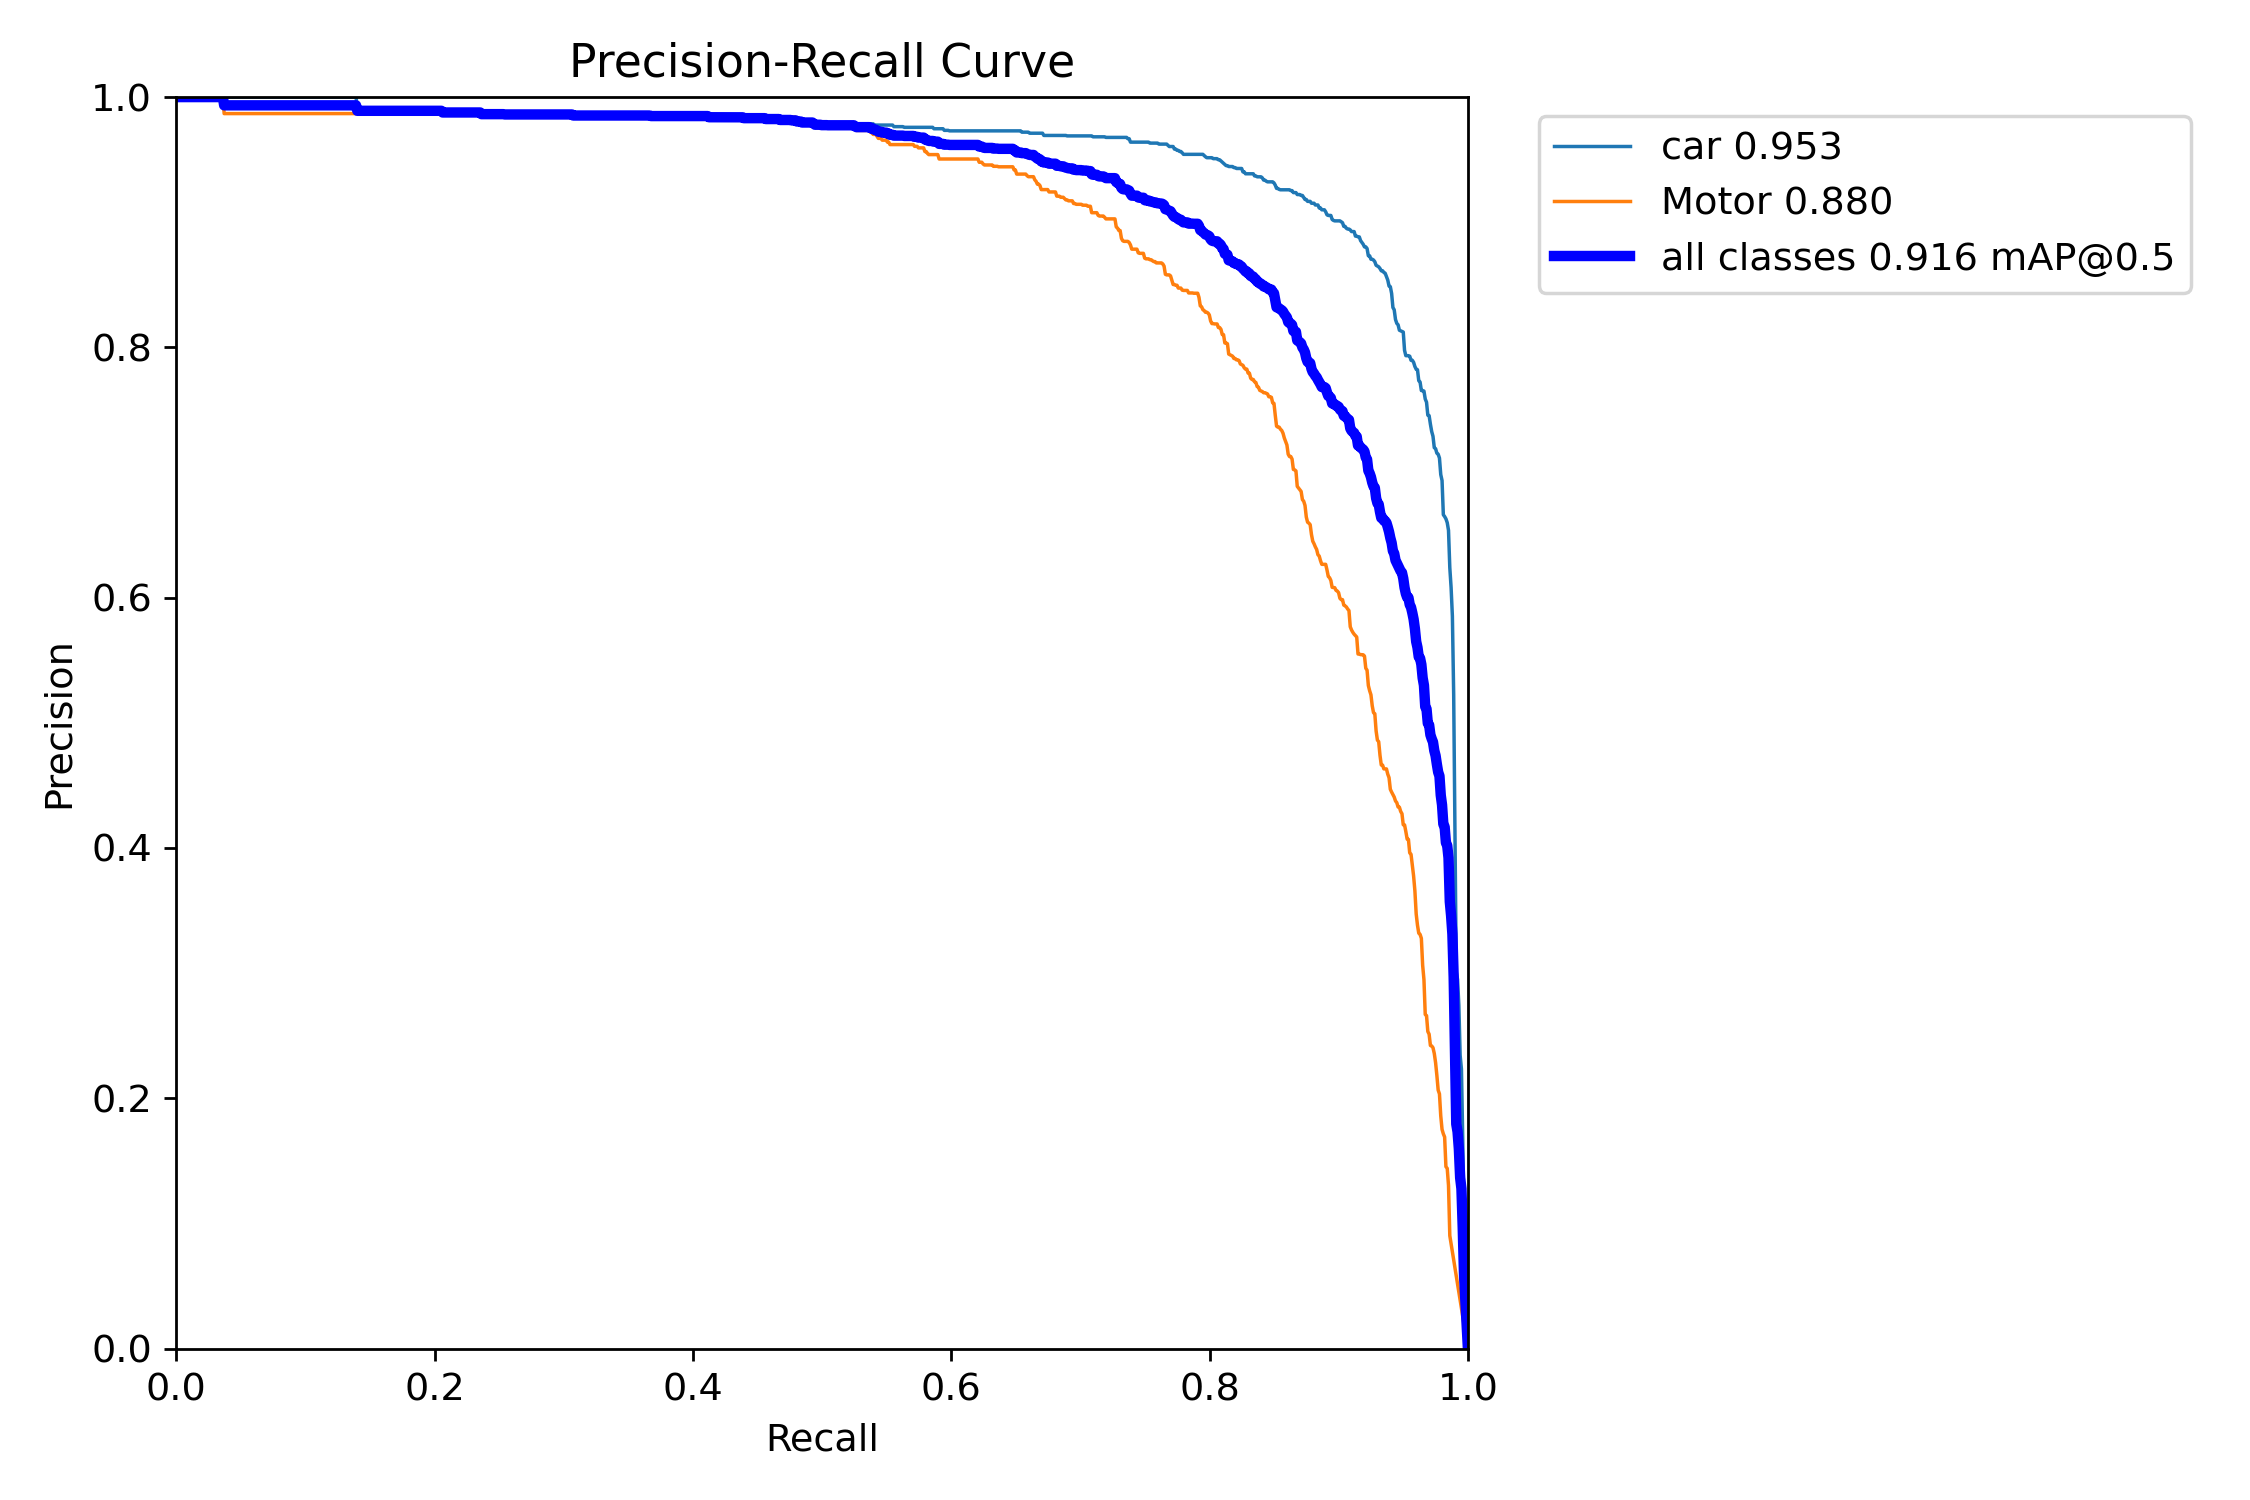 Precision-Recall Curve
1.0
0.8
0.6
0.4
0.2
0.0
Precision
0.0 0.2 0.4 0.6 0.8 1.0
Recall
car 0.953
Motor 0.880
all classes 0.916 mAP@0.5